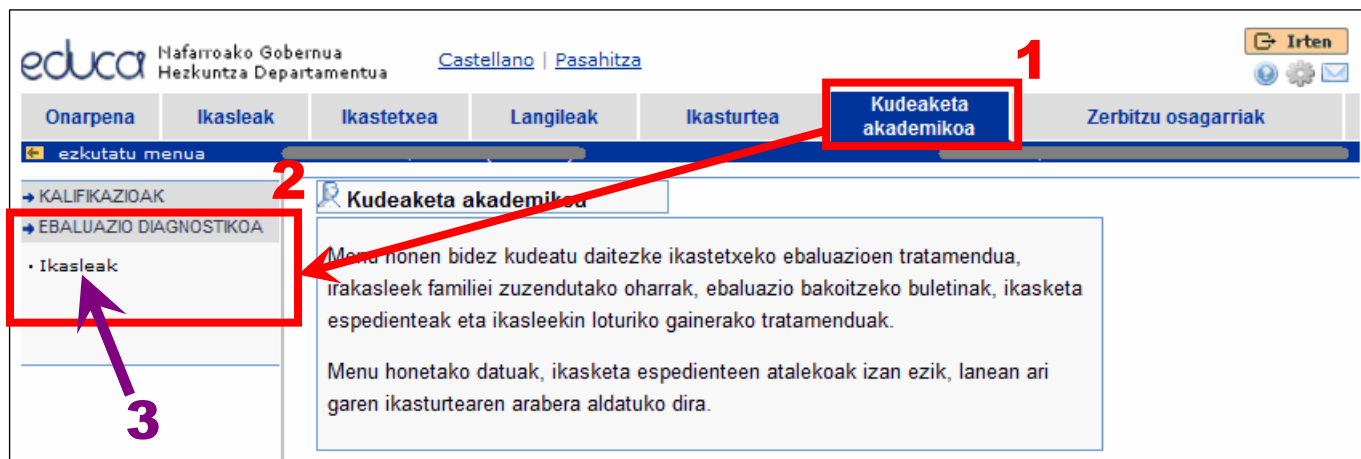 educa
Nafarroako Gobernua
Hezkuntza Departamentua
Castellano | Pasahitza
1
Irten
Onarpena
Ikasleak
Ikastetxea
Langileak
Ikasturtea
Kudeaketa
akademikoa
Zerbitzu osagarriak
ezkutatu menua
2
KALIFIKAZIOAK
EBALUAZIO DIAGNOSTIKOA
· Ikasleak
3
Kudeaketa akademikoa
Menu honen bidez kudeatu daitezke ikastetxeko ebaluazioen tratamendua,
irakasleek familiei zuzendutako oharrak, ebaluazio bakoitzeko buletinak, ikasketa
espedienteak eta ikasleekin loturiko gainerako tratamenduak.
Menu honetako datuak, ikasketa espedienteen atalekoak izan ezik, lanean ari
garen ikasturtearen arabera aldatuko dira.